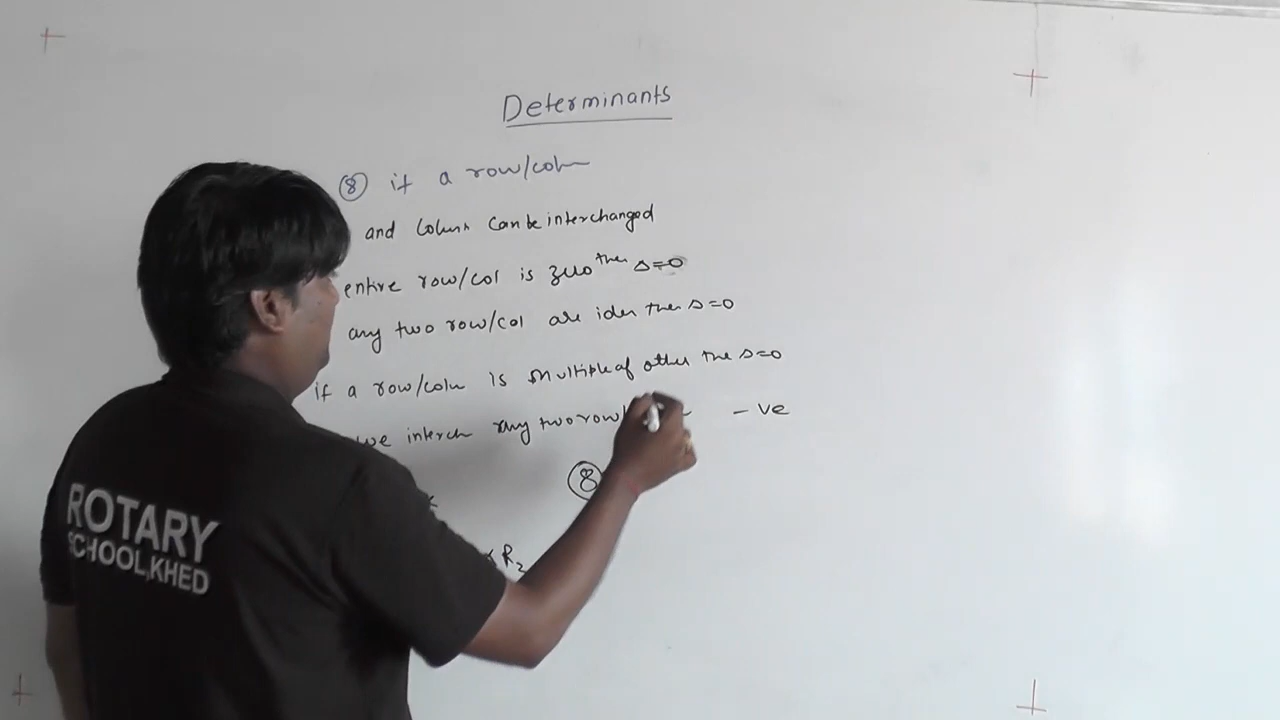 Determinants
⑧ if a row/colm
and Column can be interchanged
entire row/col is zero then Δ=0
any two row/col are iden then Δ=0
if a row/colm is multiple of other the Δ=0
we interch any two row -ve
⑧
R₂
ROTARY
SCHOOL, KHED